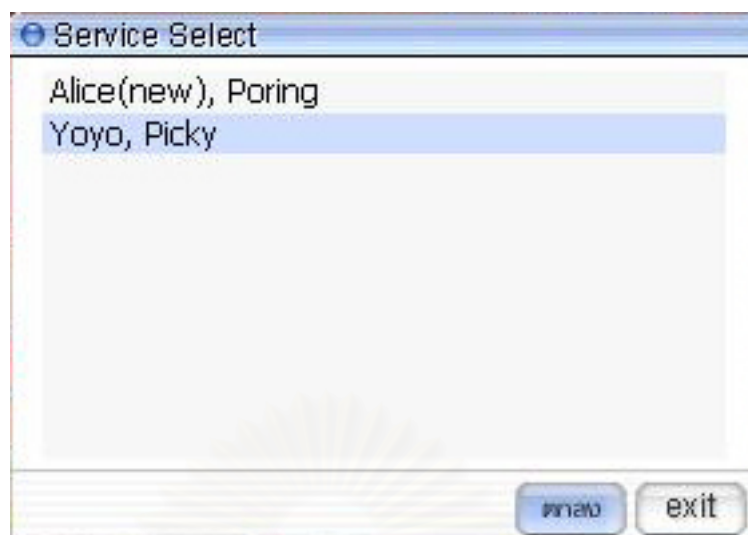 Service Select
Alice(new), Poring
Yoyo, Picky
ตกลง exit